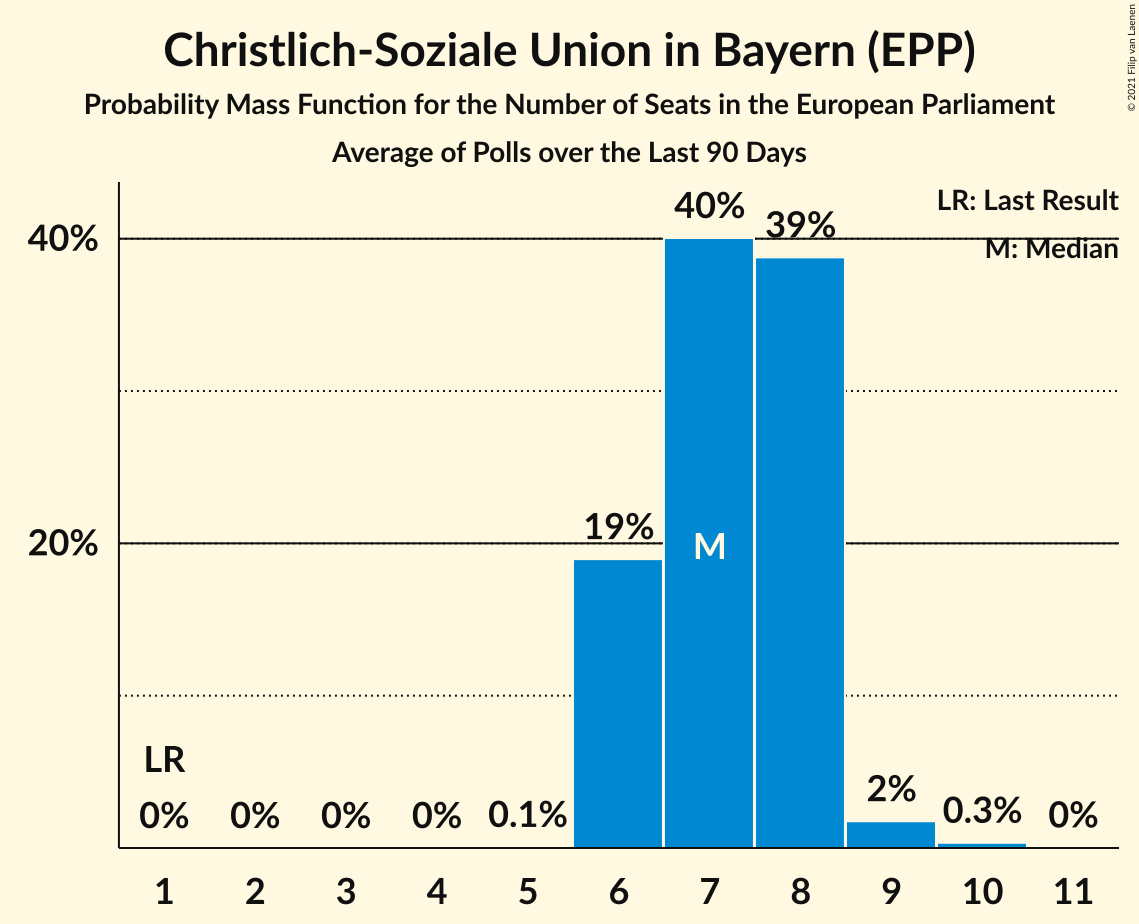 Christlich-Soziale Union in Bayern (EPP)
Probability Mass Function for the Number of Seats in the European Parliament
Average of Polls over the Last 90 Days
© 2021 Filip van Laenen
LR: Last Result
M: Median
40%
20%
40%
39%
19%
M
LR
0%
0%
0%
0%
0.1%
2%
0.3%
0%
1 2 3 4 5 6 7 8 9 10 11